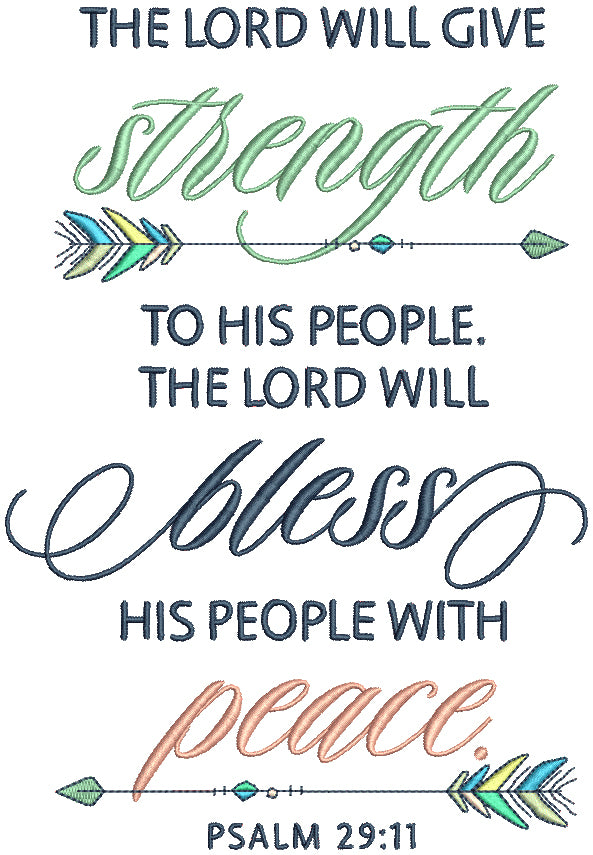 THE LORD WILL GIVE
strength
TO HIS PEOPLE.
THE LORD WILL
bless
HIS PEOPLE WITH
peace.
PSALM 29:11